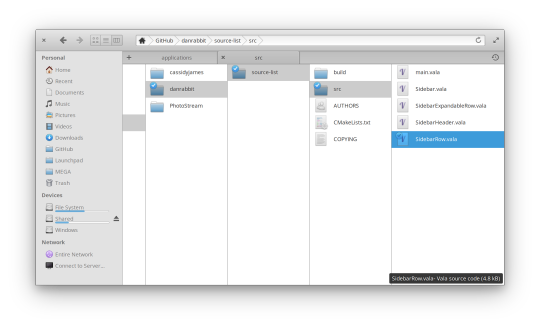 GitHub danrabbit source-list src
Personal
Home
Recent
Documents
Music
Pictures
Videos
Downloads
GitHub
Launchpad
MEGA
Trash
Devices
File System
Shared
Windows
Network
Entire Network
Connect to Server...
applications
src
cassidyjames
danrabbit
PhotoStream
source-list
build
src
AUTHORS
CMakeLists.txt
COPYING
main.vala
Sidebar.vala
SidebarExpandableRow.vala
SidebarHeader.vala
SidebarRow.vala
SidebarRow.vala- Vala source code (4.8 kB)